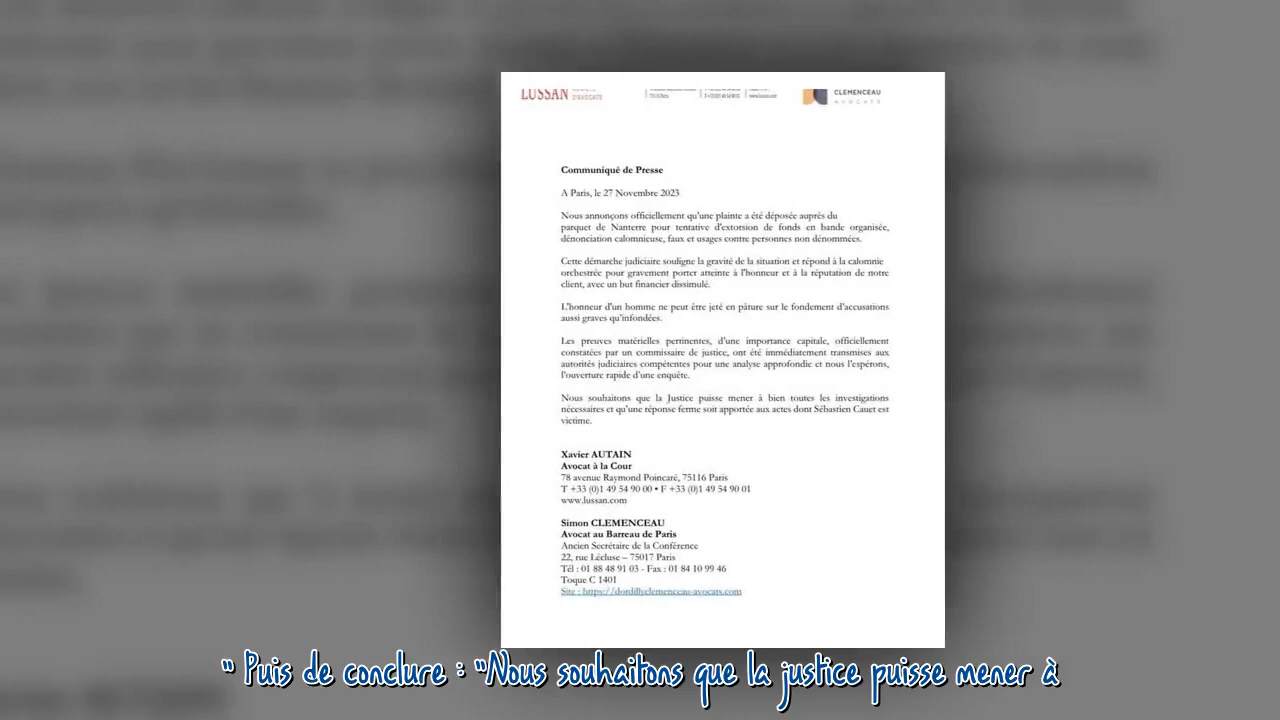 LUSSAN D'AVOCATS
CLEMENCEAU
AVOCATS
Communiqué de Presse
A Paris, le 27 Novembre 2023
Nous annonçons officiellement qu'une plainte a été déposée auprès du
parquet de Nanterre pour tentative d'extorsion de fonds en bande organisée,
dénonciation calomnieuse, faux et usages contre personnes non dénommées.
Cette démarche judiciaire souligne la gravité de la situation et répond à la calomnie
orchestrée pour gravement porter atteinte à l'honneur et à la réputation de notre
client, avec un but financier dissimulé.
L'honneur d'un homme ne peut être jeté en pâture sur le fondement d'accusations
aussi graves qu'infondées.
Les preuves matérielles pertinentes, d'une importance capitale, officiellement
constatées par un commissaire de justice, ont été immédiatement transmises aux
autorités judiciaires compétentes pour une analyse approfondie et nous l'espérons,
l'ouverture rapide d'une enquête.
Nous souhaitons que la Justice puisse mener à bien toutes les investigations
nécessaires et qu'une réponse ferme soit apportée aux actes dont Sébastien Cauet est
victime.
Xavier AUTAIN
Avocat à la Cour
78 avenue Raymond Poincaré, 75116 Paris
T +33 (0)1 49 54 90 00 • F +33 (0)1 49 54 90 01
www.lussan.com
Simon CLEMENCEAU
Avocat au Barreau de Paris
Ancien Secrétaire de la Conférence
22, rue Lécluse – 75017 Paris
Tél : 01 88 48 91 03 - Fax : 01 84 10 99 46
Toque C 1401
Site : https://dordillyclemenceau-avocats.com
" Puis de conclure : "Nous souhaitons que la justice puisse mener à